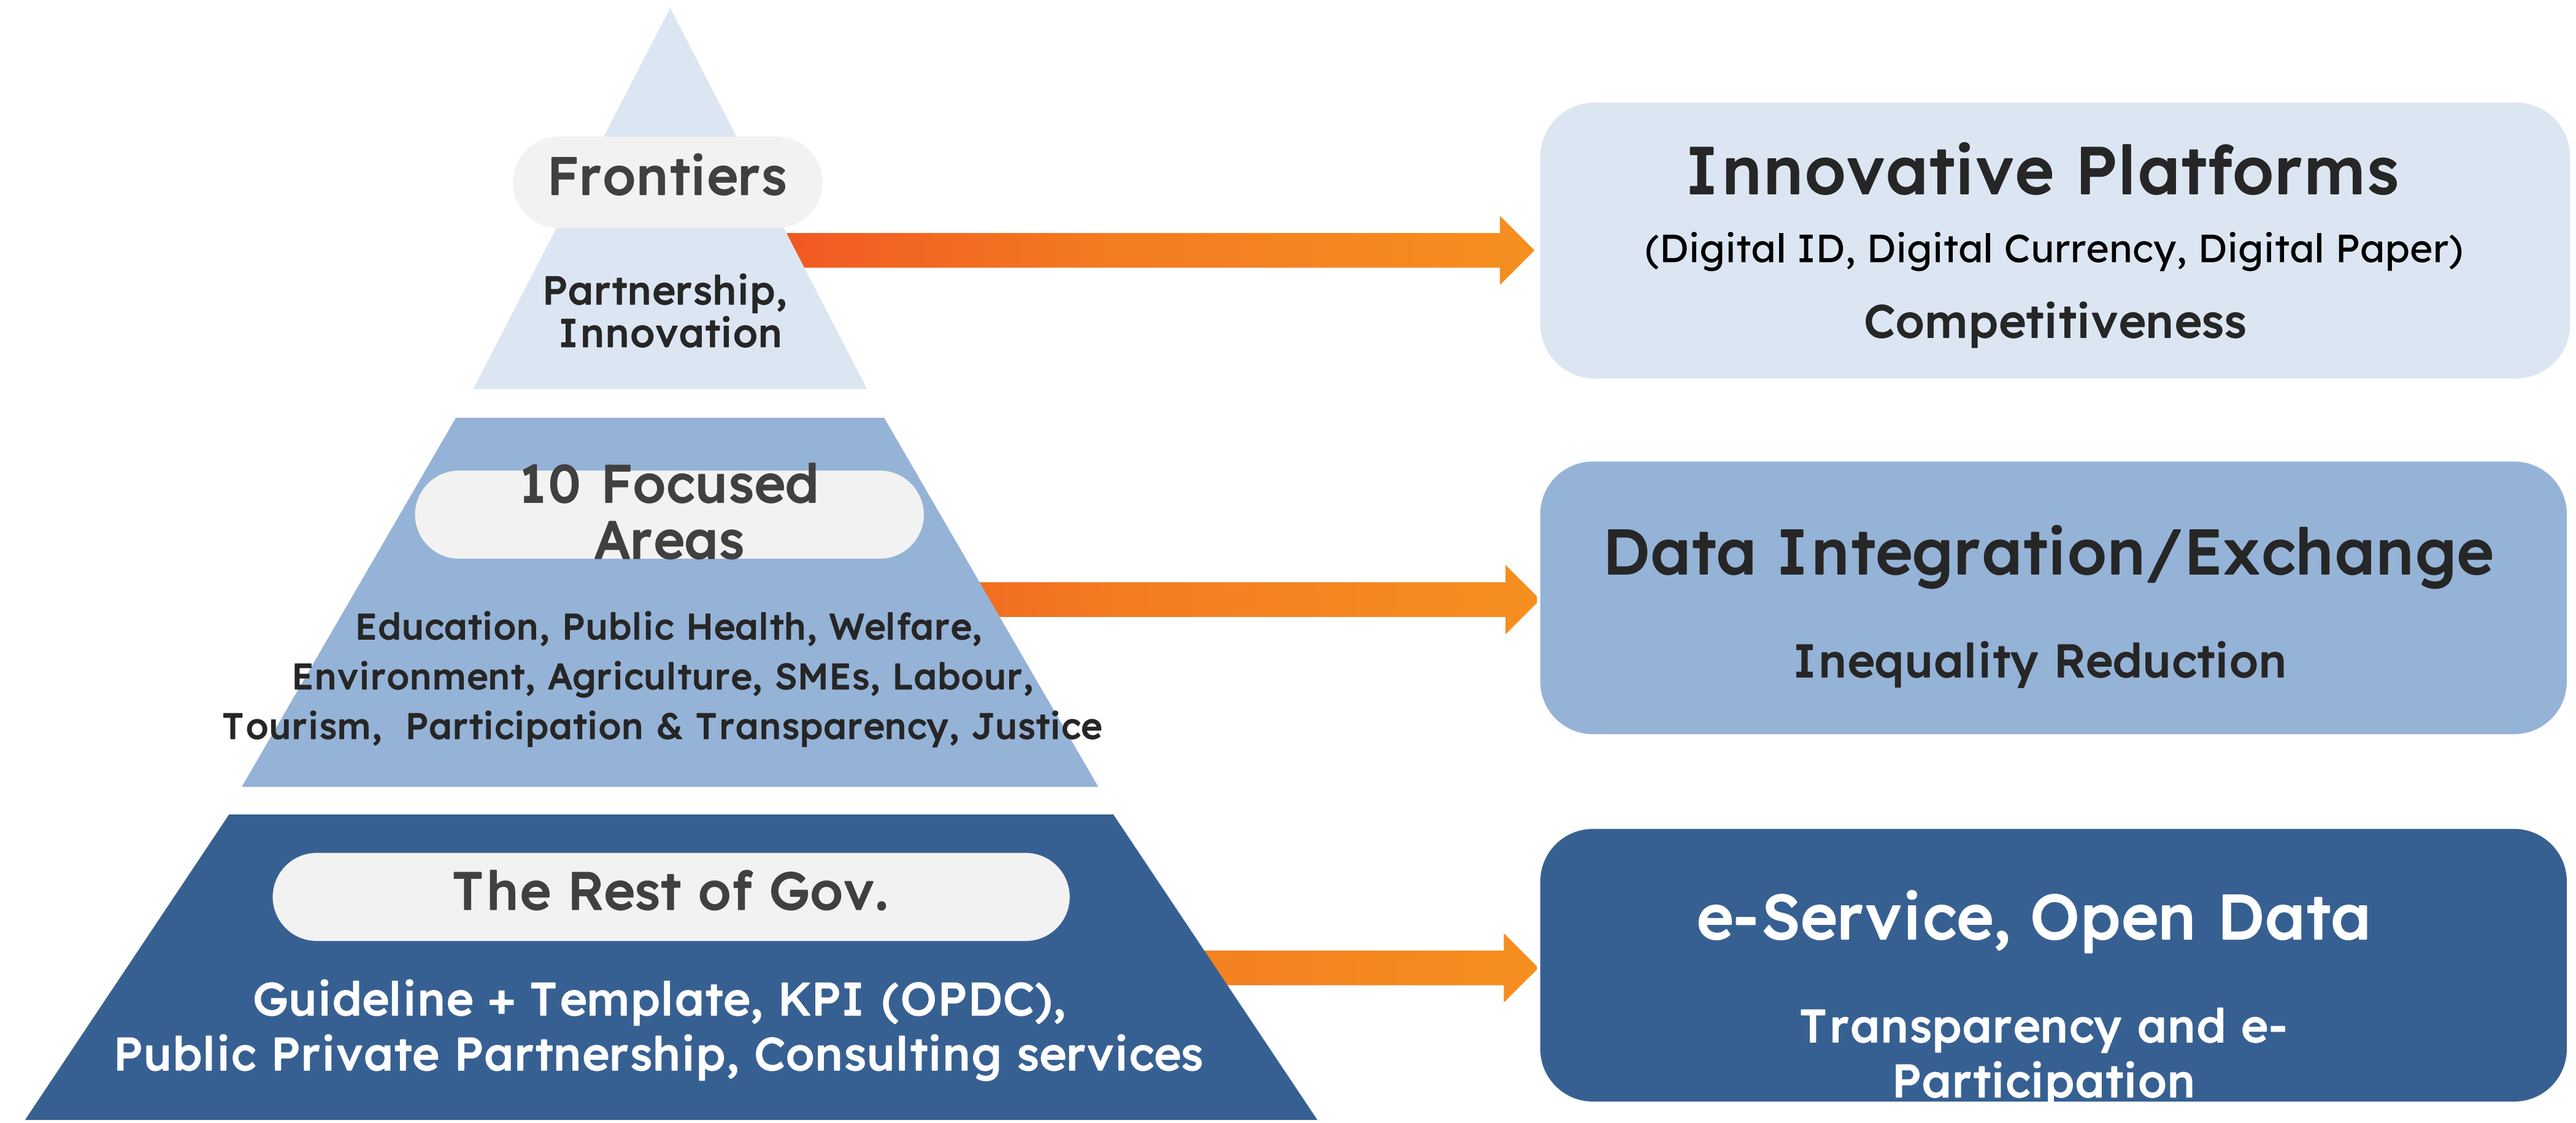 Frontiers
Partnership,
Innovation
Innovative Platforms
(Digital ID, Digital Currency, Digital Paper)
Competitiveness
10 Focused
Areas
Education, Public Health, Welfare,
Environment, Agriculture, SMEs, Labour,
Tourism, Participation & Transparency, Justice
Data Integration/Exchange
Inequality Reduction
The Rest of Gov.
Guideline + Template, KPI (OPDC),
Public Private Partnership, Consulting services
e-Service, Open Data
Transparency and e-
Participation